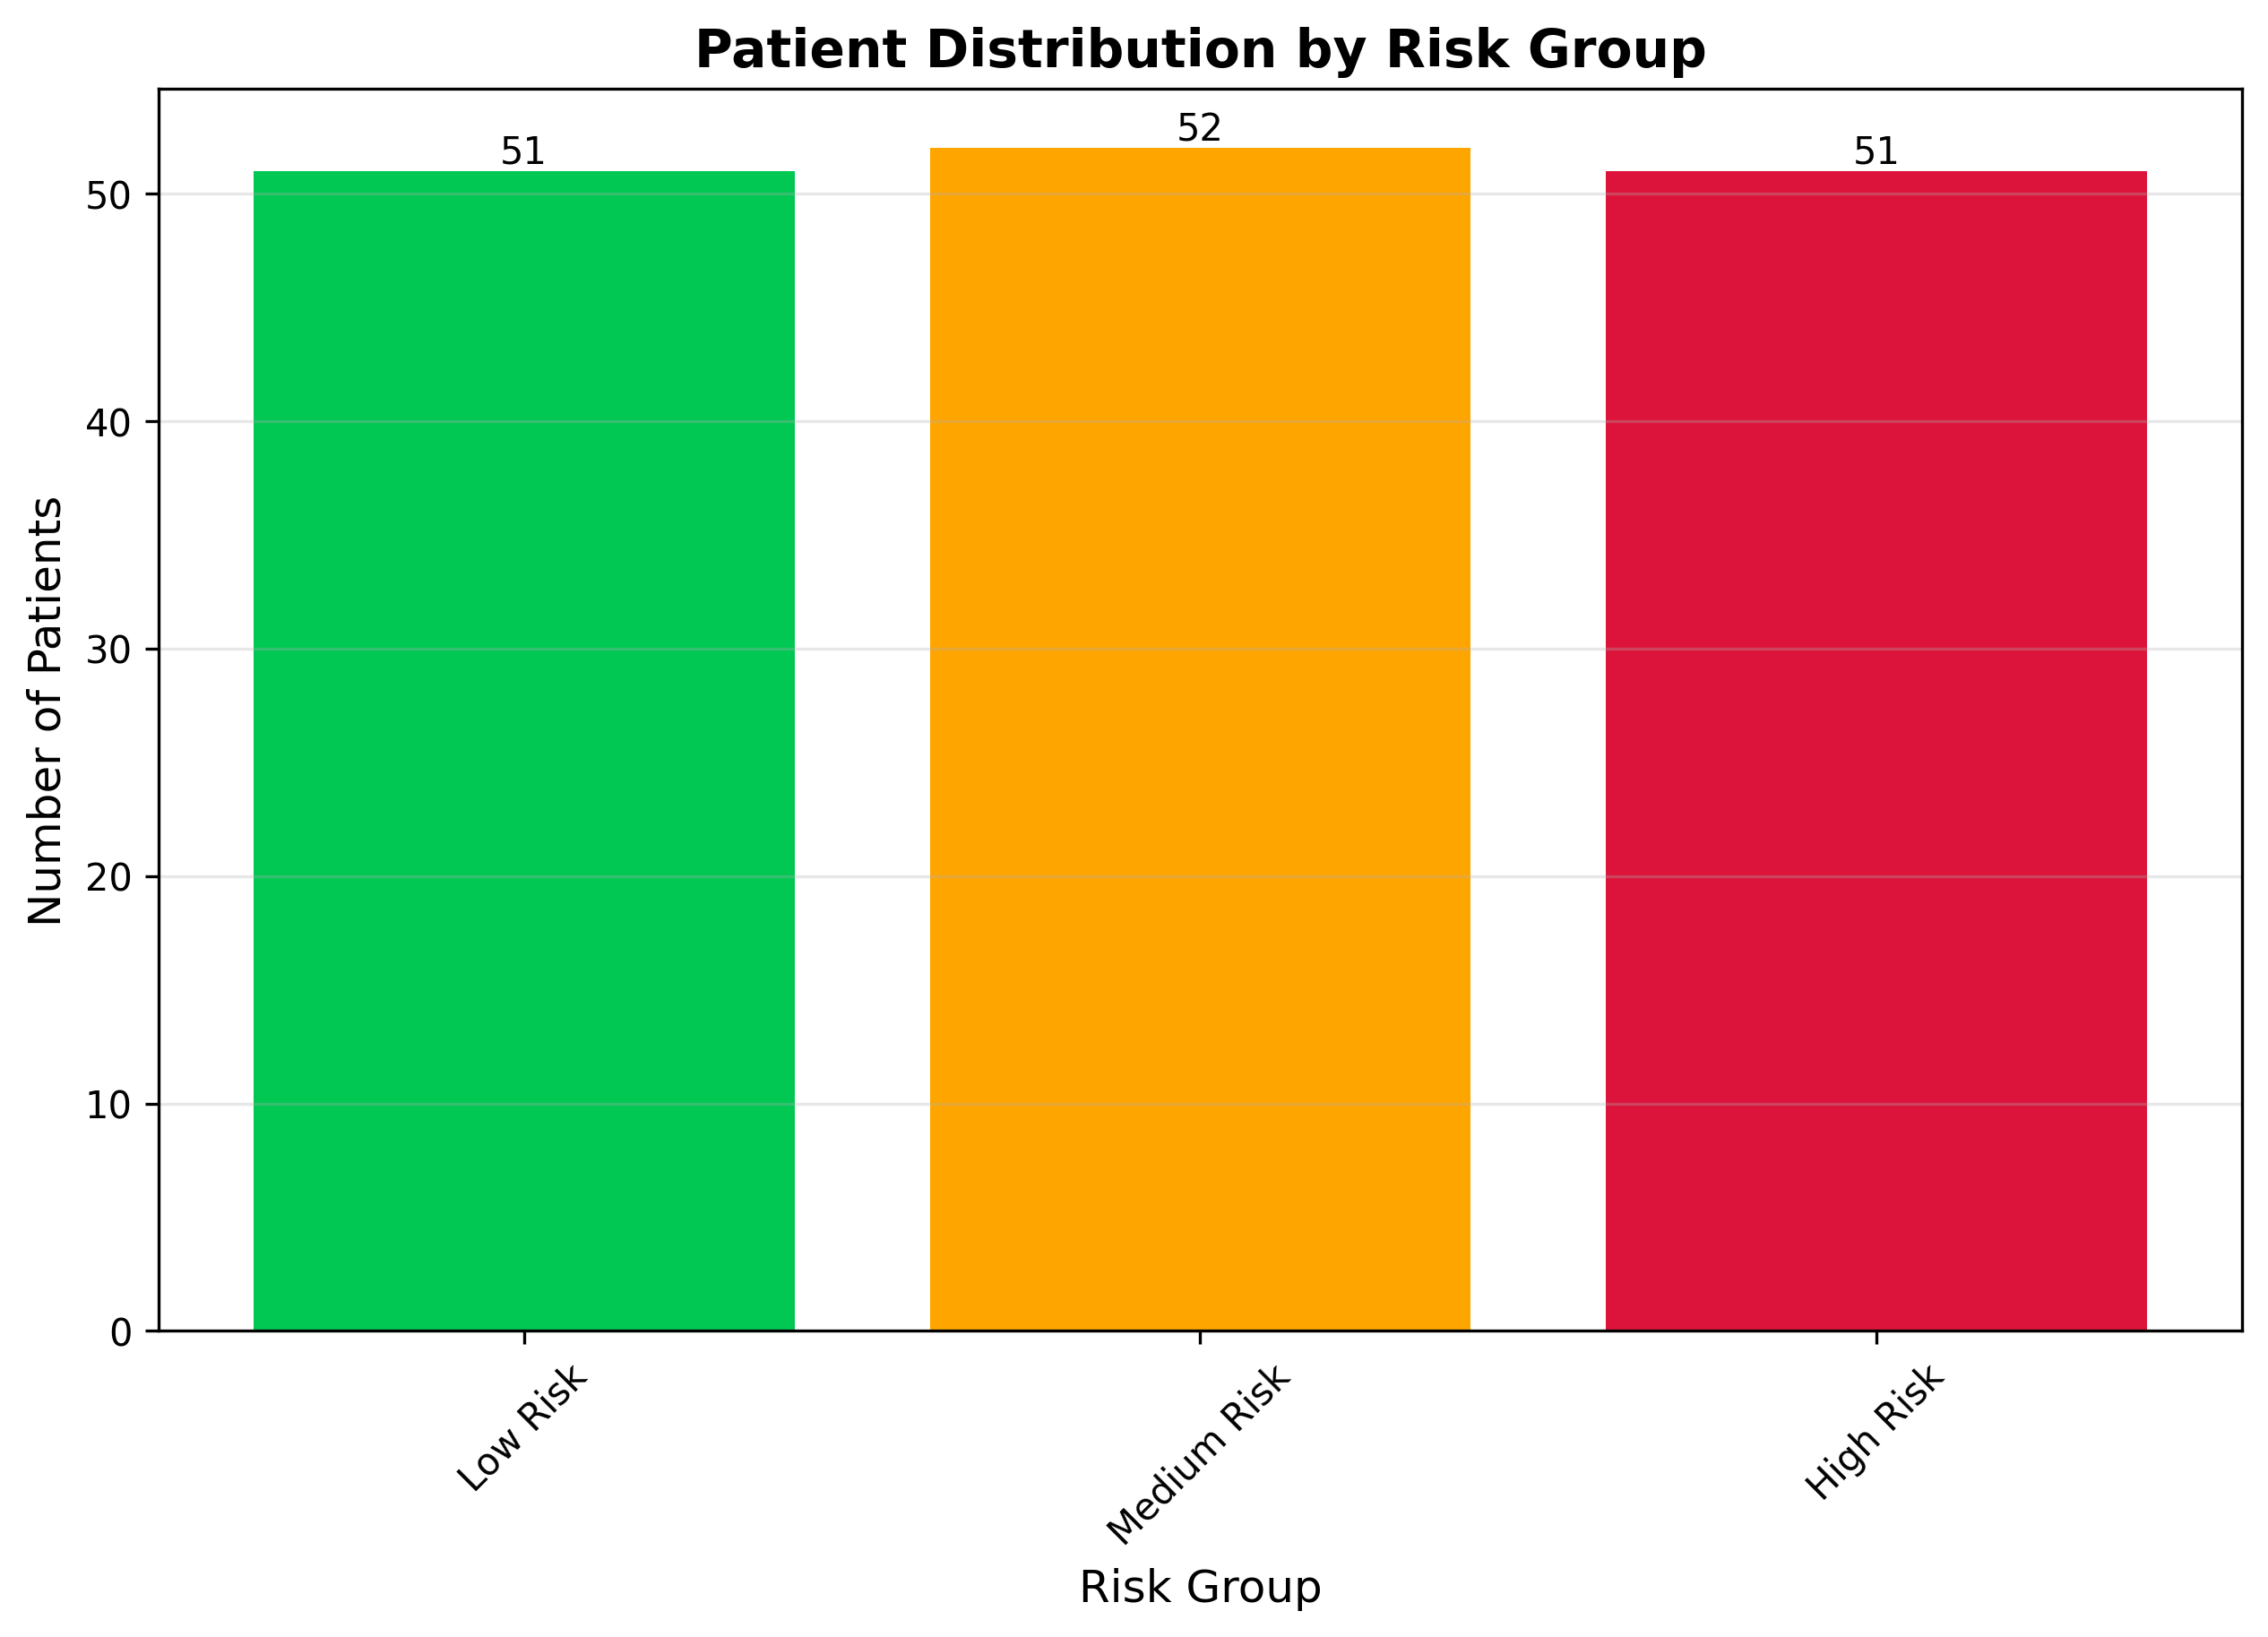 Patient Distribution by Risk Group
51
52
51
50
40
30
20
10
0
Number of Patients
Low Risk
Medium Risk
High Risk
Risk Group